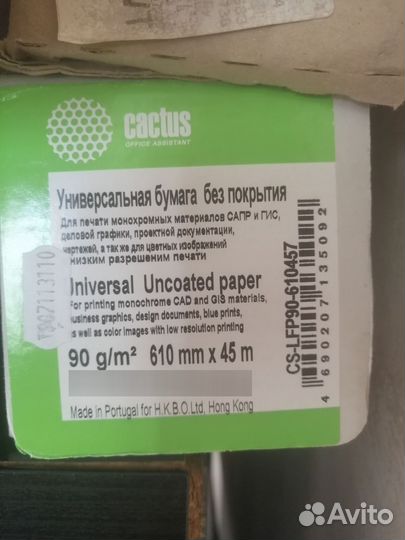 cactus
OFFICE ASSISTANT
Универсальная бумага без покрытия
Для печати монохромных материалов САПР и ГИС,
деловой графики, проектной документации,
чертежей, а так же для цветных изображений
низким разрешением печати
Universal Uncoated paper
For printing monochrome CAD and GIS materials,
business graphics, design documents, blue prints,
as well as color images with low resolution printing
90 g/m² 610 mm x 45 m
Made in Portugal for H.K.B.O.Ltd, Hong Kong
CS-LFP90-610457
4 690207 135092
Avito